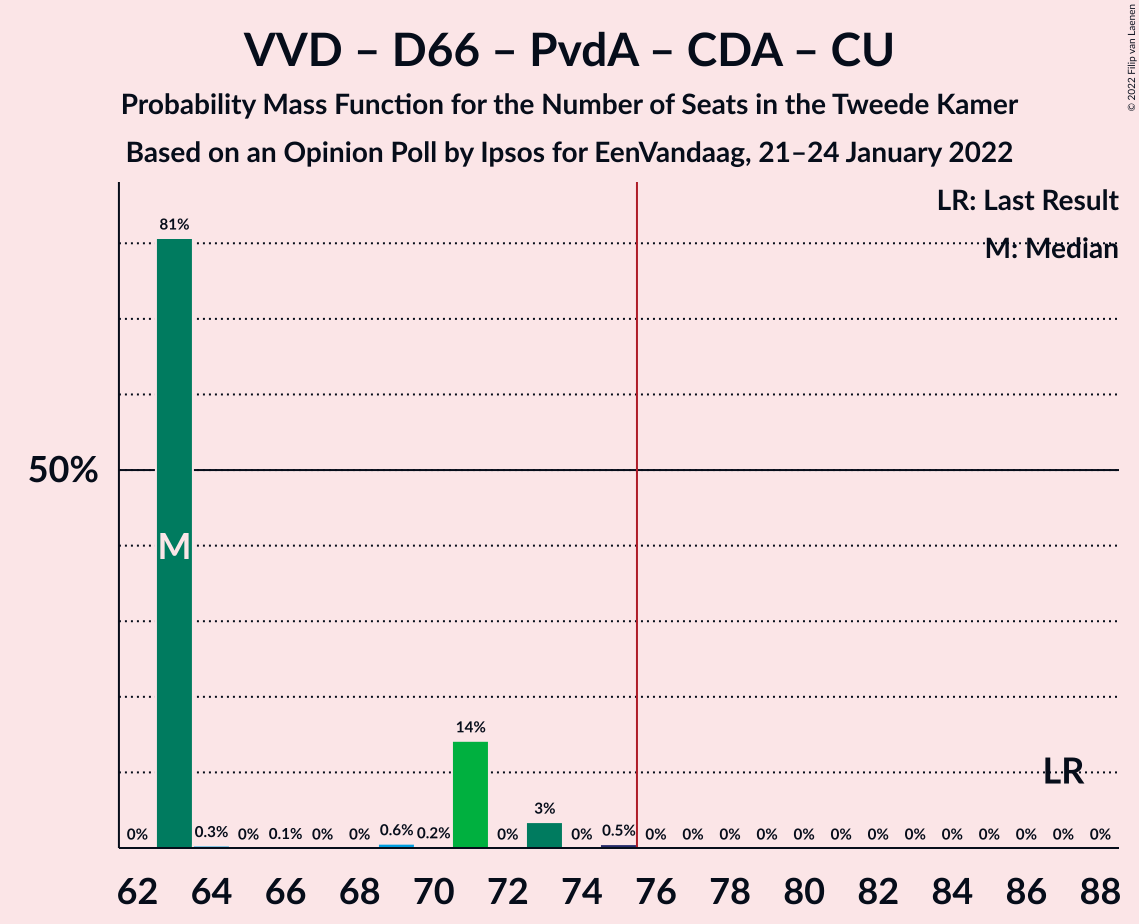 VVD – D66 – PvdA – CDA – CU
Probability Mass Function for the Number of Seats in the Tweede Kamer
Based on an Opinion Poll by Ipsos for EenVandaag, 21–24 January 2022
© 2022 Filip van Laenen
LR: Last Result
M: Median
81%
50%
M
14%
LR
3%
0% 0.3% 0% 0.1% 0% 0% 0.6% 0.2% 0% 0% 0.5% 0% 0% 0% 0% 0% 0% 0% 0% 0% 0% 0% 0% 0%
62 64 66 68 70 72 74 76 78 80 82 84 86 88